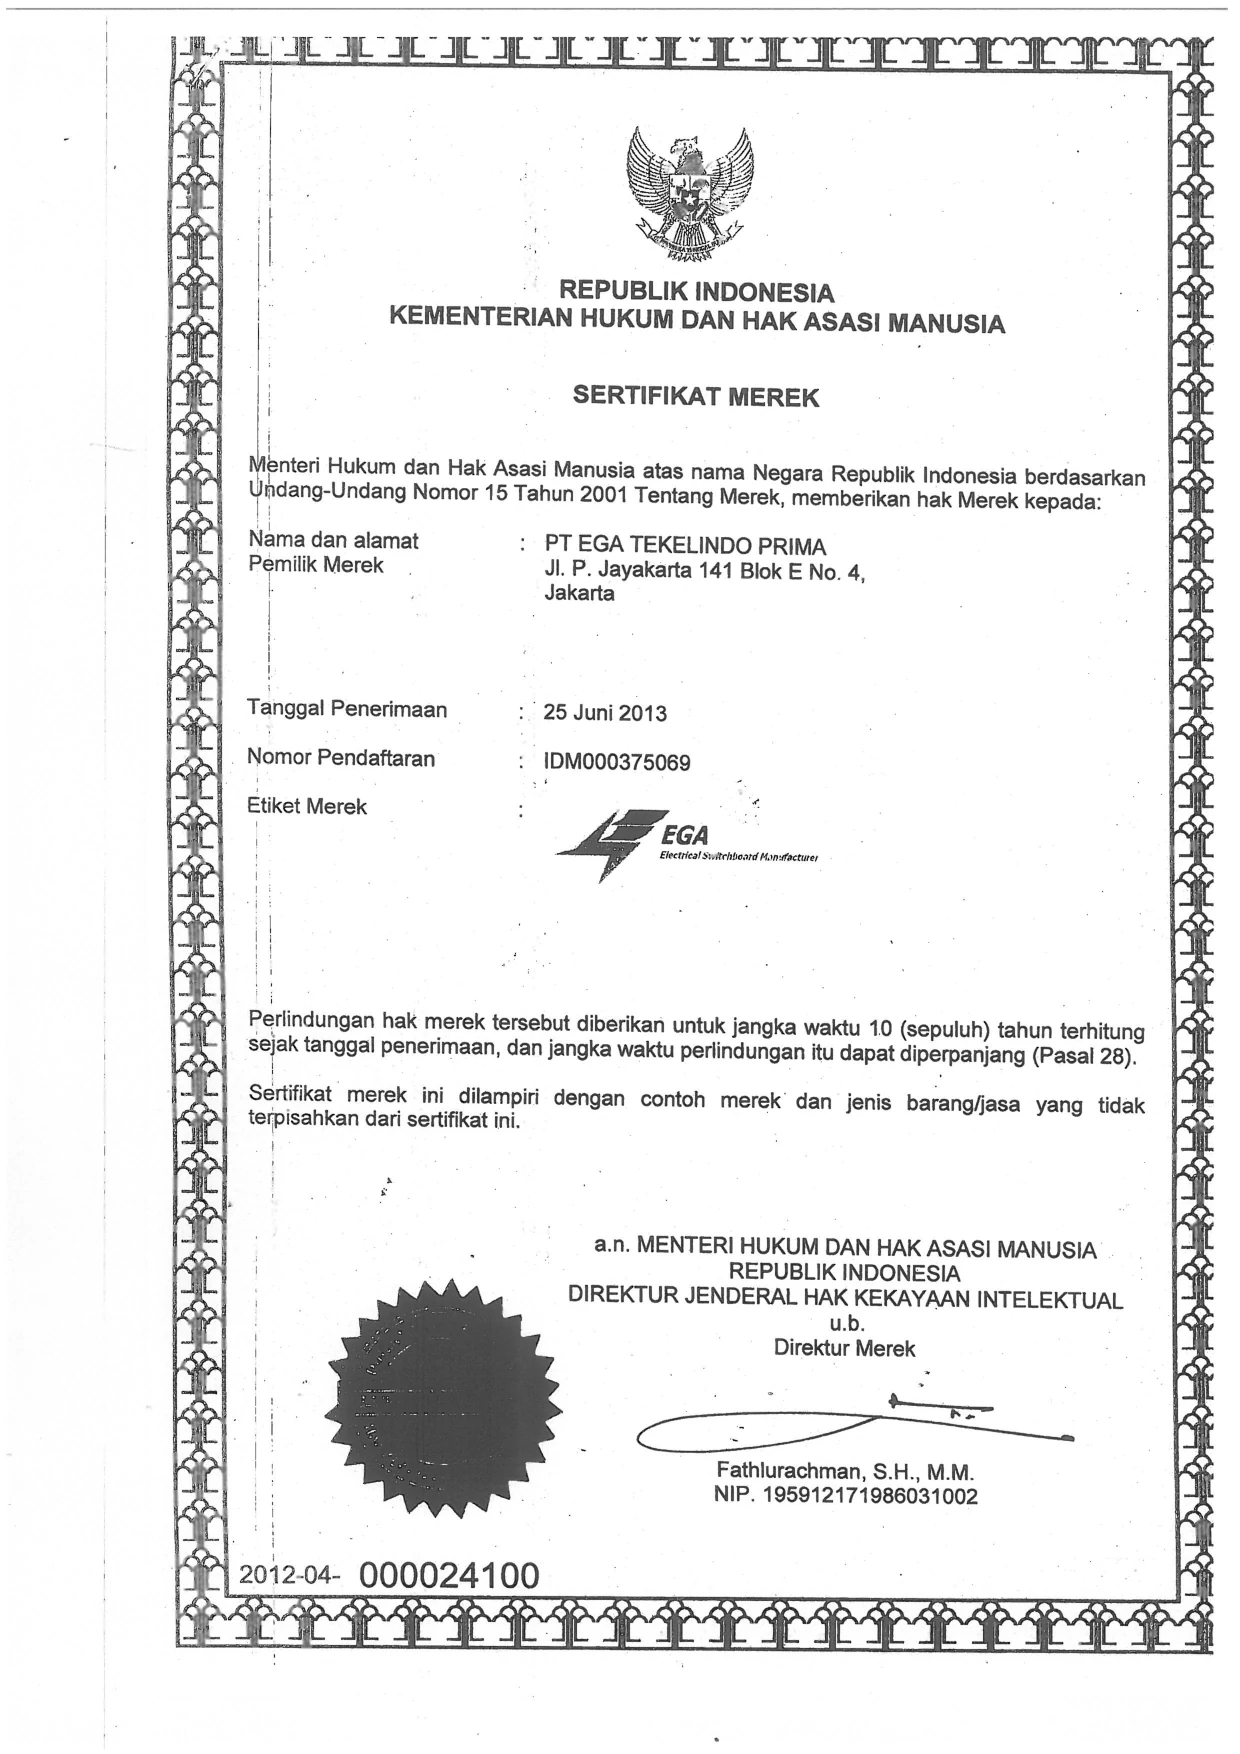 REPUBLIK INDONESIA
KEMENTERIAN HUKUM DAN HAK ASASI MANUSIA
SERTIFIKAT MEREK
Menteri Hukum dan Hak Asasi Manusia atas nama Negara Republik Indonesia berdasarkan
Undang-Undang Nomor 15 Tahun 2001 Tentang Merek, memberikan hak Merek kepada:
Nama dan alamat : PT EGA TEKELINDO PRIMA
Pemilik Merek Jl. P. Jayakarta 141 Blok E No. 4,
Jakarta
Tanggal Penerimaan : 25 Juni 2013
Nomor Pendaftaran : IDM000375069
Etiket Merek :
EGA
Electrical Switchboard Manufacturer
Perlindungan hak merek tersebut diberikan untuk jangka waktu 10 (sepuluh) tahun terhitung
sejak tanggal penerimaan, dan jangka waktu perlindungan itu dapat diperpanjang (Pasal 28).
Sertifikat merek ini dilampiri dengan contoh merek dan jenis barang/jasa yang tidak
terpisahkan dari sertifikat ini.
a.n. MENTERI HUKUM DAN HAK ASASI MANUSIA
REPUBLIK INDONESIA
DIREKTUR JENDERAL HAK KEKAYAAN INTELEKTUAL
u.b.
Direktur Merek
Fathlurachman, S.H., M.M.
NIP. 195912171986031002
2012-04- 000024100